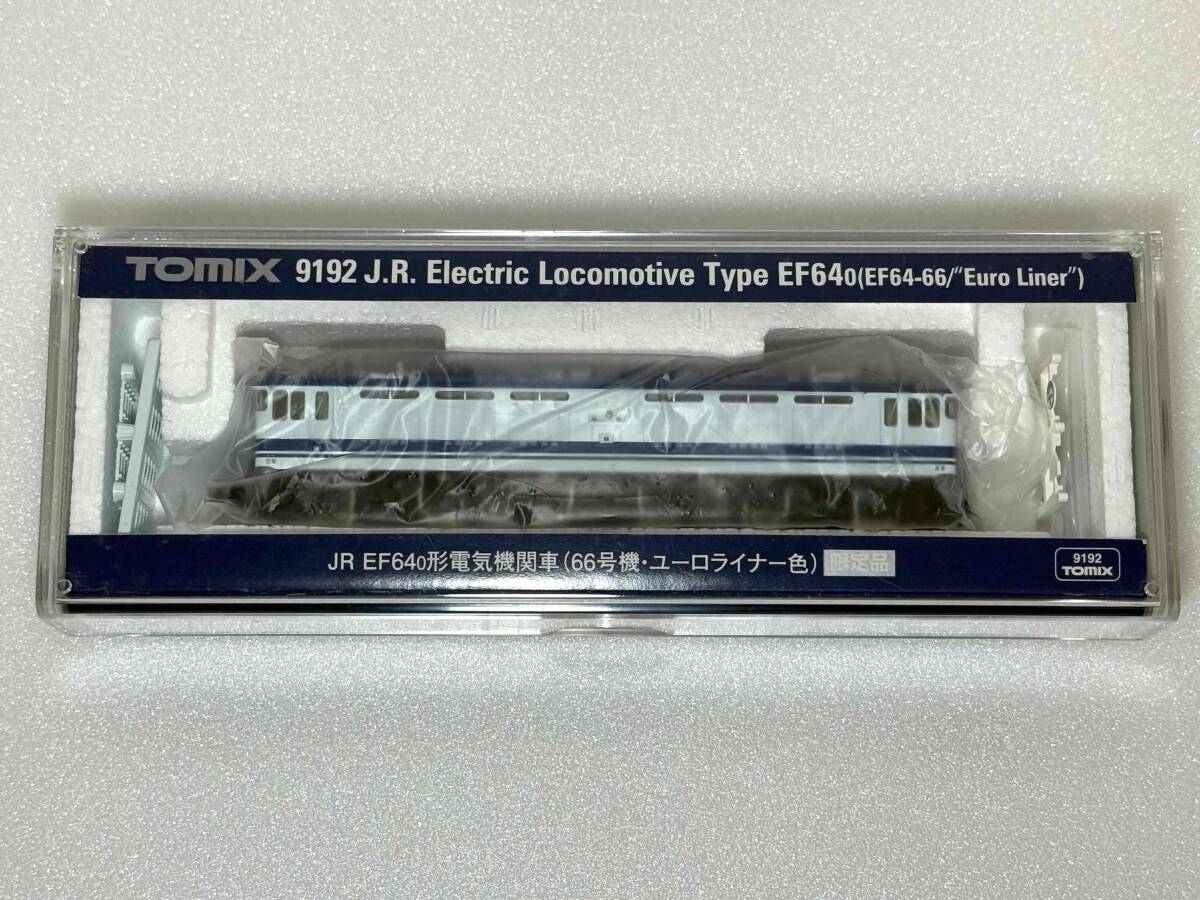 TOMIX 9192 J.R. Electric Locomotive Type EF640(EF64-66/“Euro Liner”)
JR EF640形電気機関車(66号機・ユーロライナー色) 限定品
9192
TOMIX